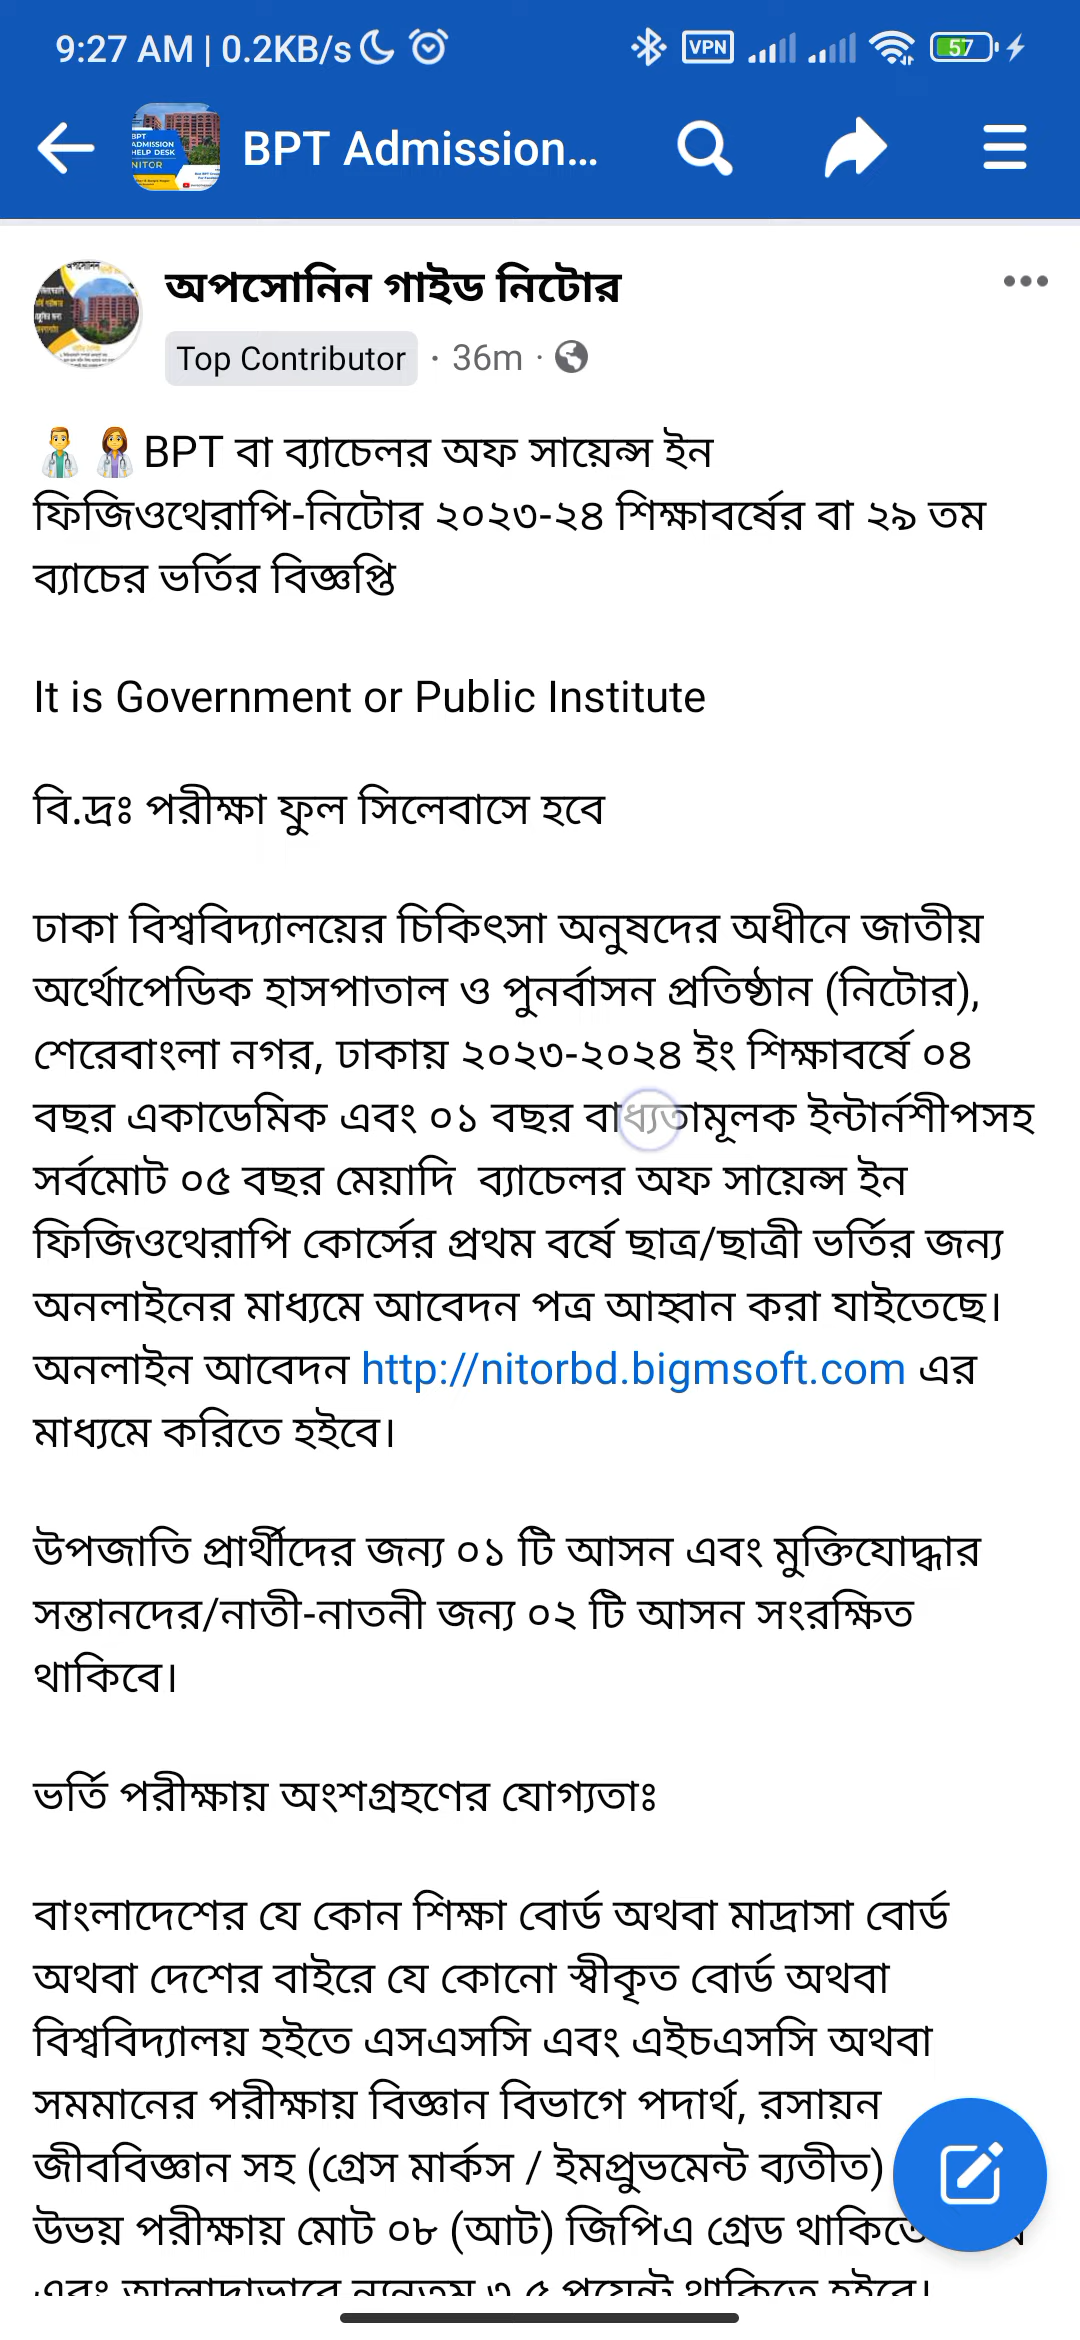 9:27 AM | 0.2KB/s VPN 57
BPT Admission...
অপসোনিন গাইড নিটোর
Top Contributor · 36m ·
BPT বা ব্যাচেলর অফ সায়েন্স ইন
ফিজিওথেরাপি-নিটোর ২০২৩-২৪ শিক্ষাবর্ষের বা ২৯ তম
ব্যাচের ভর্তির বিজ্ঞপ্তি
It is Government or Public Institute
বি.দ্রঃ পরীক্ষা ফুল সিলেবাসে হবে
ঢাকা বিশ্ববিদ্যালয়ের চিকিৎসা অনুষদের অধীনে জাতীয়
অর্থোপেডিক হাসপাতাল ও পুনর্বাসন প্রতিষ্ঠান (নিটোর),
শেরেবাংলা নগর, ঢাকায় ২০২৩-২০২৪ ইং শিক্ষাবর্ষে ০৪
বছর একাডেমিক এবং ০১ বছর বাধ্যতামূলক ইন্টার্নশীপসহ
সর্বমোট ০৫ বছর মেয়াদি ব্যাচেলর অফ সায়েন্স ইন
ফিজিওথেরাপি কোর্সের প্রথম বর্ষে ছাত্র/ছাত্রী ভর্তির জন্য
অনলাইনের মাধ্যমে আবেদন পত্র আহ্বান করা যাইতেছে।
অনলাইন আবেদন http://nitorbd.bigmsoft.com এর
মাধ্যমে করিতে হইবে।
উপজাতি প্রার্থীদের জন্য ০১ টি আসন এবং মুক্তিযোদ্ধার
সন্তানদের/নাতী-নাতনী জন্য ০২ টি আসন সংরক্ষিত
থাকিবে।
ভর্তি পরীক্ষায় অংশগ্রহণের যোগ্যতাঃ
বাংলাদেশের যে কোন শিক্ষা বোর্ড অথবা মাদ্রাসা বোর্ড
অথবা দেশের বাইরে যে কোনো স্বীকৃত বোর্ড অথবা
বিশ্ববিদ্যালয় হইতে এসএসসি এবং এইচএসসি অথবা
সমমানের পরীক্ষায় বিজ্ঞান বিভাগে পদার্থ, রসায়ন
জীববিজ্ঞান সহ (গ্রেস মার্কস / ইমপ্রুভমেন্ট ব্যতীত)
উভয় পরীক্ষায় মোট ০৮ (আট) জিপিএ গ্রেড থাকিতে
এবং আলাদাভাবে ন্যূনতম ৩.৫ পয়েন্ট থাকিতে হইবে।